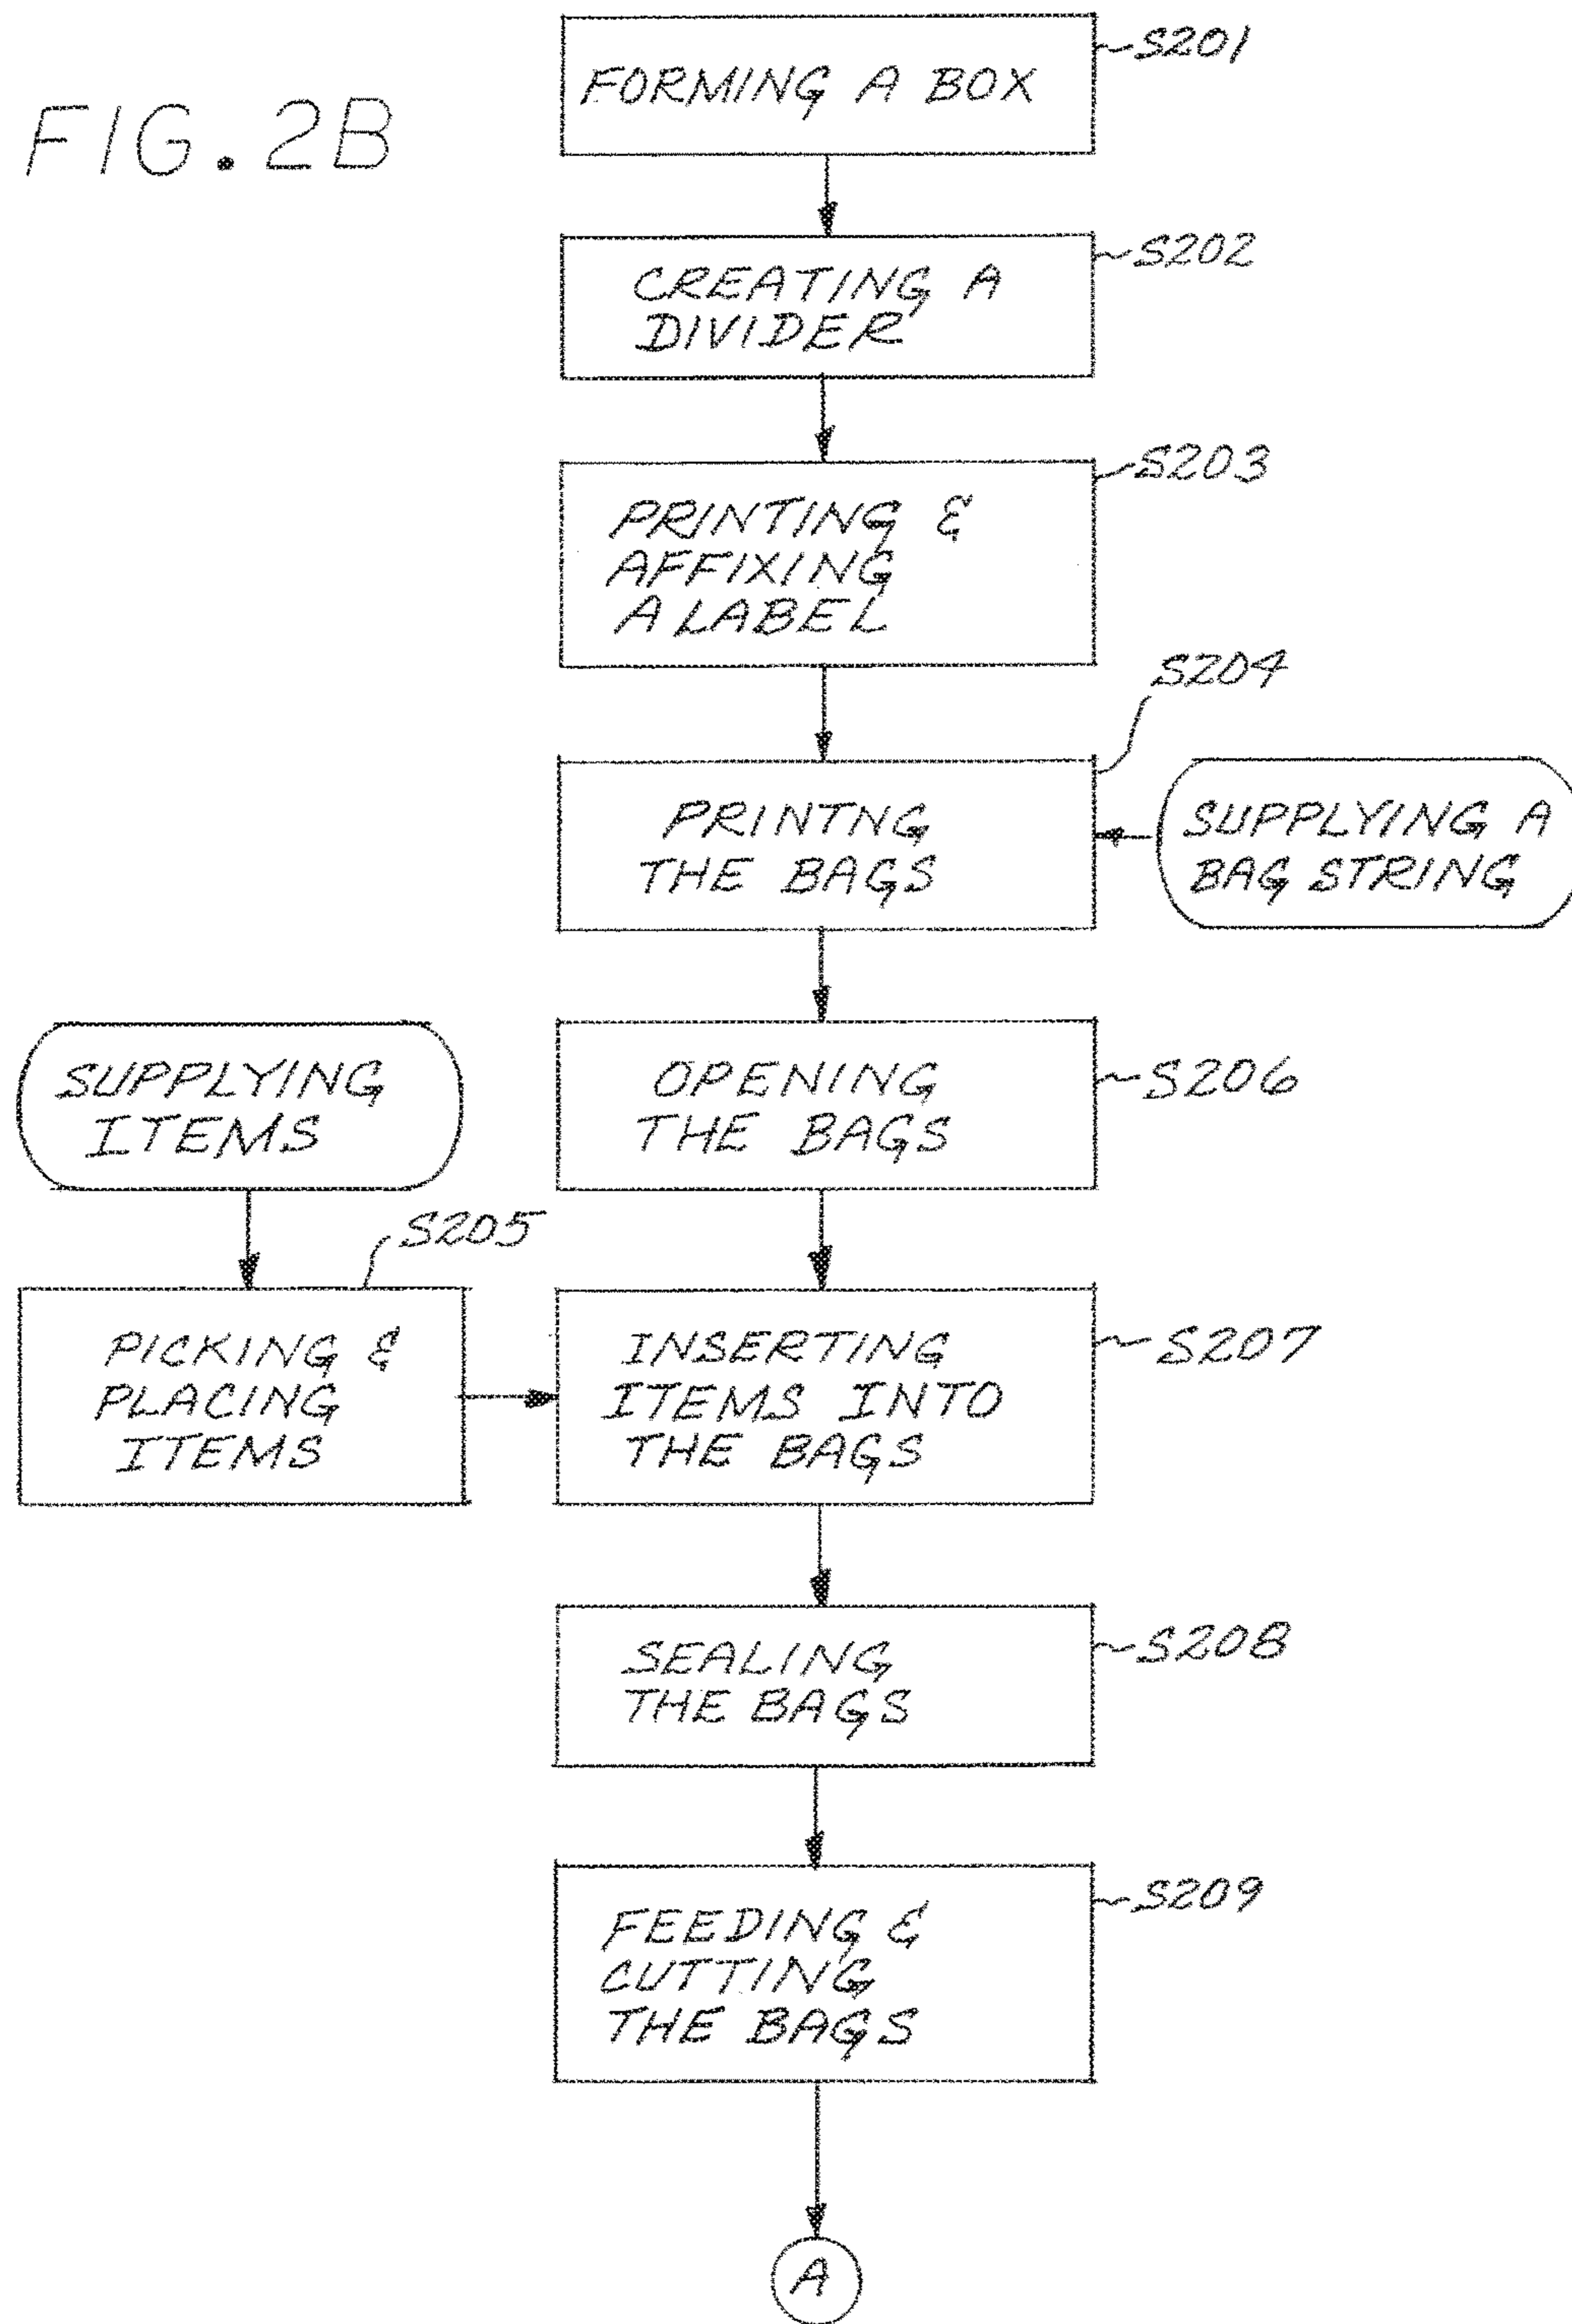 FIG. 2B
FORMING A BOX
S201
CREATING A
DIVIDER
S202
PRINTING &
AFFIXING
A LABEL
S203
PRINTNG
THE BAGS
S204
SUPPLYING A
BAG STRING
OPENING
THE BAGS
S206
SUPPLYING
ITEMS
PICKING &
PLACING
ITEMS
S205
INSERTING
ITEMS INTO
THE BAGS
S207
SEALING
THE BAGS
S208
FEEDING &
CUTTING
THE BAGS
S209
A